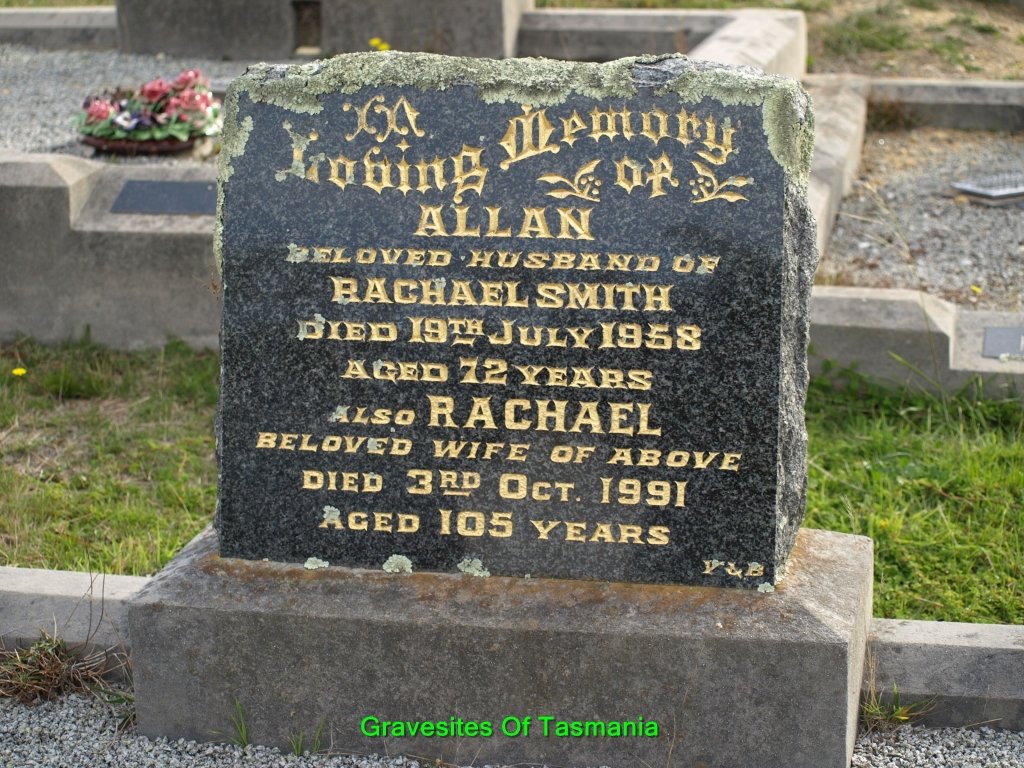 In
Loving Memory
of
ALLAN
BELOVED HUSBAND OF
RACHAEL SMITH
DIED 19TH JULY 1958
AGED 72 YEARS
ALSO RACHAEL
BELOVED WIFE OF ABOVE
DIED 3RD OCT. 1991
AGED 105 YEARS
V&B
Gravesites Of Tasmania